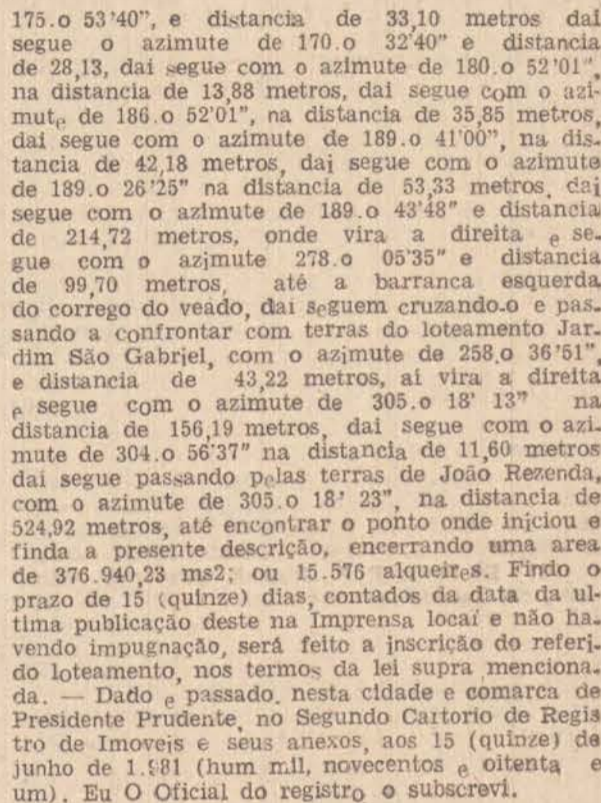 175.o 53'40”, e distancia de 33,10 metros dai
segue o azimute de 170.o 32'40” e distancia
de 28,13, dai segue com o azimute de 180.o 52'01”,
na distancia de 13,88 metros, dai segue com o azi-
mute de 186.o 52'01”, na distancia de 35,85 metros,
dai segue com o azimute de 189.o 41'00”, na dis-
tancia de 42,18 metros, daj segue com o azimute
de 189.o 26'25” na distancia de 53,33 metros, dai
segue com o azimute de 189.o 43'48” e distancia
de 214,72 metros, onde vira a direita e se-
gue com o azjmute 278.o 05'35” e distancia
de 99,70 metros, até a barranca esquerda
do corrego do veado, dai seguem cruzando-o e pas-
sando a confrontar com terras do loteamento Jar-
dim São Gabrjel, com o azimute de 258.o 36'51”,
e distancia de 43,22 metros, aí vira a direita
e segue com o azimute de 305.o 18' 13” na
distancia de 156,19 metros, dai segue com o azi-
mute de 304.o 56'37” na distancia de 11,60 metros
dai segue passando pelas terras de João Rezenda,
com o azimute de 305.o 18' 23”, na distancia de
524,92 metros, até encontrar o ponto onde injciou e
finda a presente descrição, encerrando uma area
de 376.940,23 ms2; ou 15.576 alqueires. Findo o
prazo de 15 (quinze) dias, contados da data da ul-
tima publicação deste na Imprensa local e não ha-
vendo impugnação, será feito a jnscrição do referj-
do loteamento, nos termos da lei supra menciona-
da. — Dado e passado, nesta cidade e comarca de
Presidente Prudente, no Segundo Cartorio de Regis
tro de Imoveis e seus anexos, aos 15 (quinze) de
junho de 1.981 (hum mil, novecentos e oitenta e
um). Eu O Oficial do registro o subscrevi.